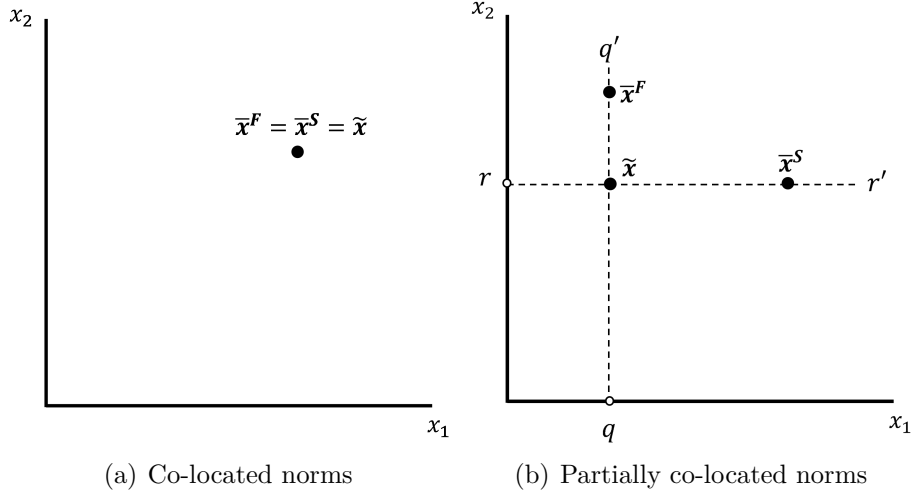 x₂
x̅ᶠ = x̅ˢ = x̃
x₁
(a) Co-located norms
x₂
q′
x̅ᶠ
x̃
x̅ˢ
r
r′
q
x₁
(b) Partially co-located norms